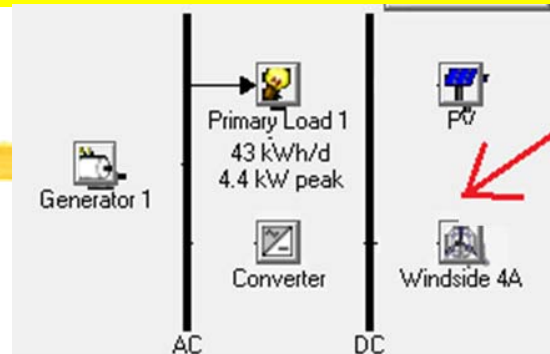 Primary Load 1
43 kWh/d
4.4 kW peak
PV
Generator 1
Converter
Windside 4A
AC
DC